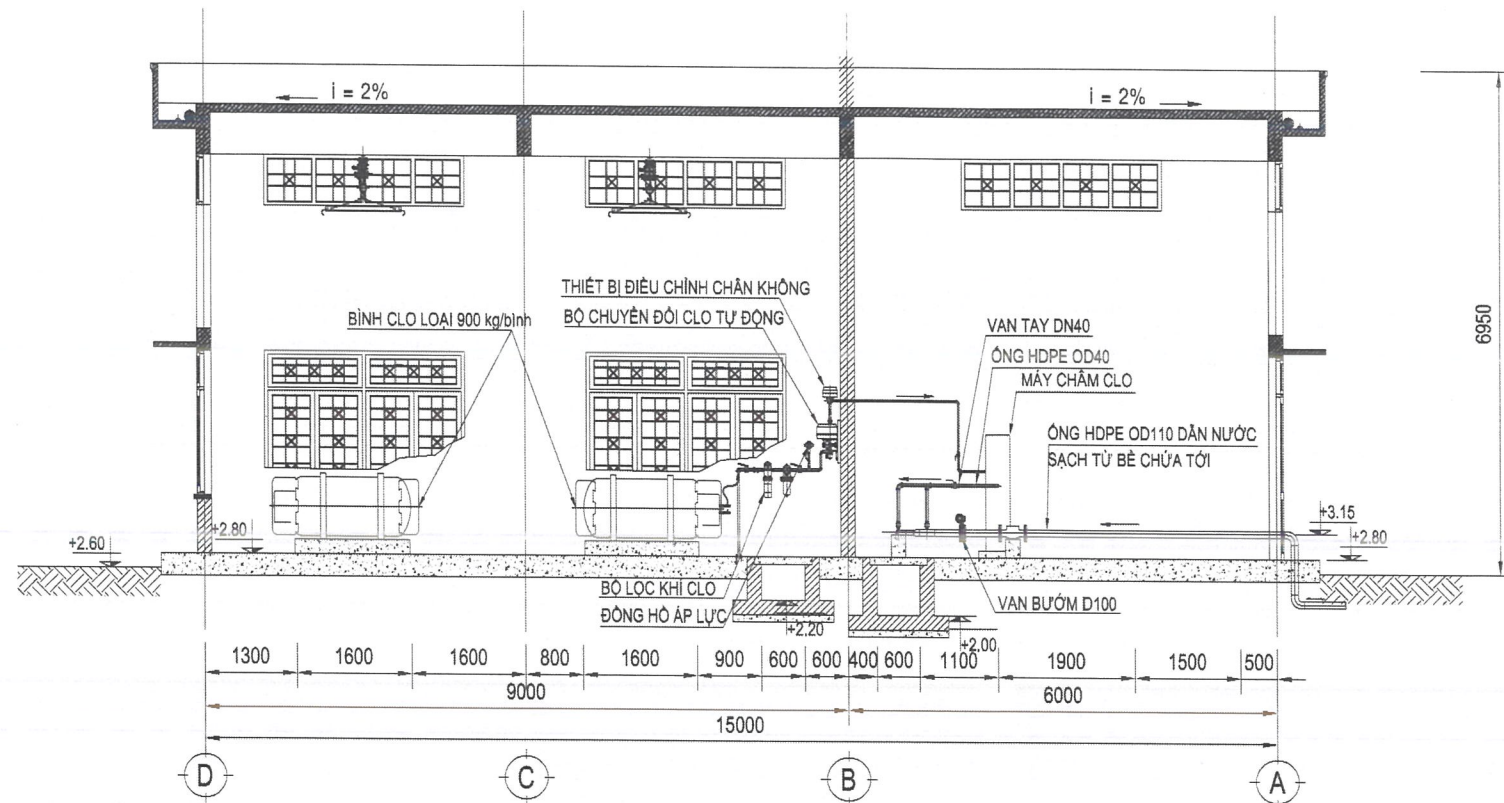 i = 2%
i = 2%
6950
THIẾT BỊ ĐIỀU CHỈNH CHÂN KHÔNG
BỘ CHUYỂN ĐỔI CLO TỰ ĐỘNG
BÌNH CLO LOẠI 900 kg/bình
VAN TAY DN40
ỐNG HDPE OD40
MÁY CHÂM CLO
ỐNG HDPE OD110 DẪN NƯỚC
SẠCH TỪ BỂ CHỨA TỚI
+2.60
+2.80
+3.15
+2.80
BỘ LỌC KHÍ CLO
ĐỒNG HỒ ÁP LỰC
+2,20
VAN BƯỚM D100
+2,00
1300 1600 1600 800 1600 900 600 600 400 600 1100 1900 1500 500
9000 6000
15000
D C B A